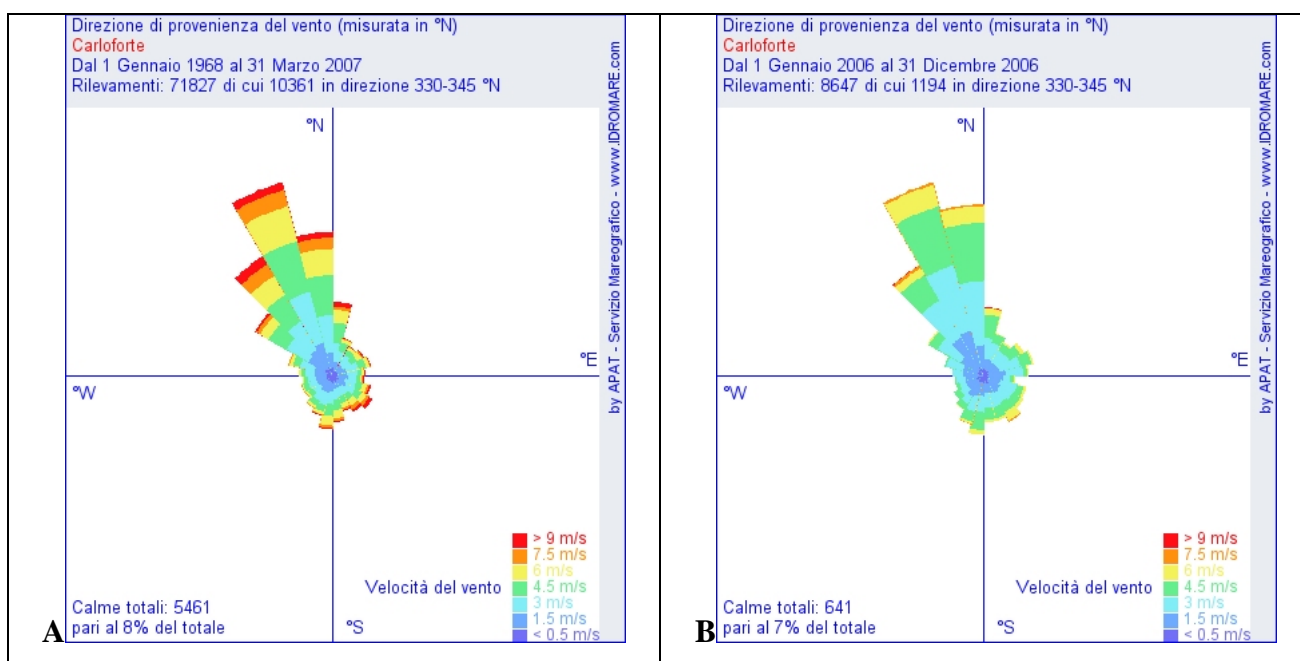 Direzione di provenienza del vento (misurata in °N)
Carloforte
Dal 1 Gennaio 1968 al 31 Marzo 2007
Rilevamenti: 71827 di cui 10361 in direzione 330-345 °N
°N
°E
°W
°S
by APAT - Servizio Mareografico - www.IDROMARE.com
> 9 m/s
7.5 m/s
6 m/s
4.5 m/s
3 m/s
1.5 m/s
< 0.5 m/s
Velocità del vento
Calme totali: 5461
pari al 8% del totale
A
Direzione di provenienza del vento (misurata in °N)
Carloforte
Dal 1 Gennaio 2006 al 31 Dicembre 2006
Rilevamenti: 8647 di cui 1194 in direzione 330-345 °N
°N
°E
°W
°S
by APAT - Servizio Mareografico - www.IDROMARE.com
> 9 m/s
7.5 m/s
6 m/s
4.5 m/s
3 m/s
1.5 m/s
< 0.5 m/s
Velocità del vento
Calme totali: 641
pari al 7% del totale
B